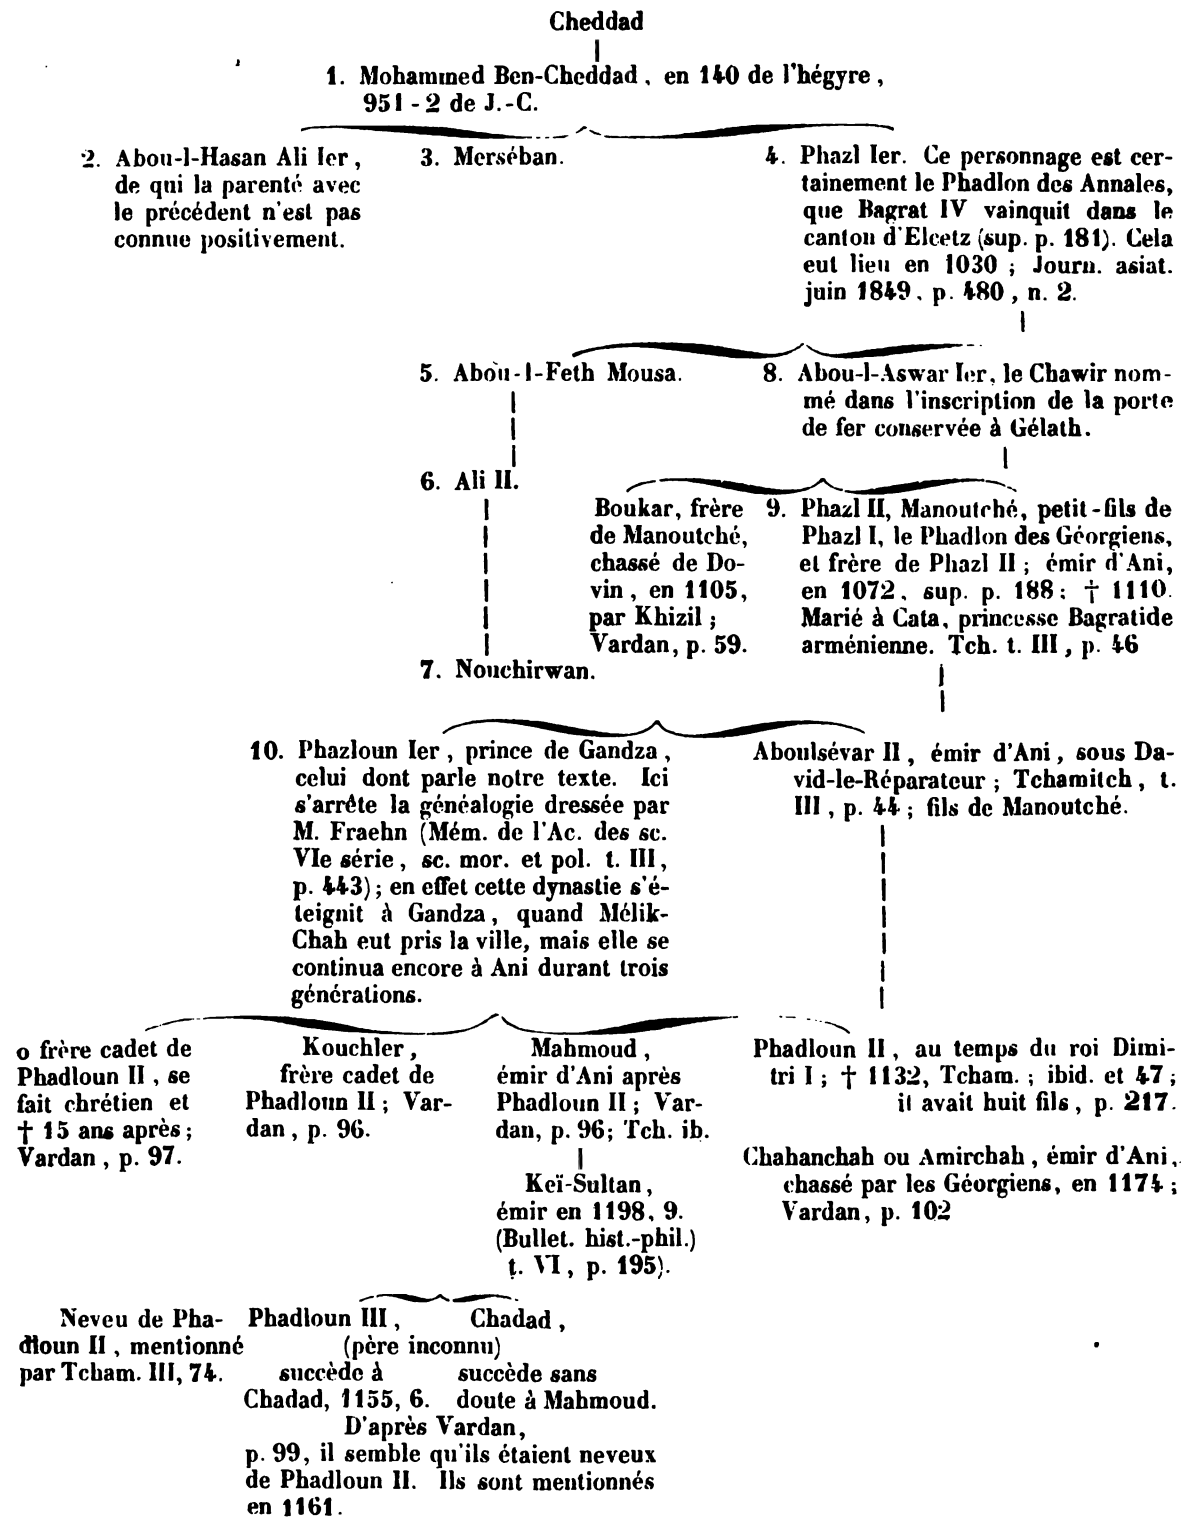 Cheddad
1. Mohammed Ben-Cheddad, en 140 de l'hégyre,
951-2 de J.-C.
2. Abou-l-Hasan Ali Ier,
de qui la parenté avec
le précédent n'est pas
connue positivement.
3. Merséban.
4. Phazl Ier. Ce personnage est cer-
tainement le Phadlon des Annales,
que Bagrat IV vainquit dans le
canton d'Elcetz (sup. p. 181). Cela
eut lieu en 1030 ; Journ. asiat.
juin 1849, p. 480, n. 2.
5. Abou-l-Feth Mousa.
8. Abou-l-Aswar Ier, le Chawir nom-
mé dans l'inscription de la porte
de fer conservée à Gélath.
6. Ali II.
Boukar, frère
de Manoutché,
chassé de Do-
vin, en 1105,
par Khizil ;
Vardan, p. 59.
9. Phazl II, Manoutché, petit-fils de
Phazl I, le Phadlon des Géorgiens,
et frère de Phazl II ; émir d'Ani,
en 1072, sup. p. 188 : † 1110.
Marié à Cata, princesse Bagratide
arménienne. Tch. t. III, p. 46
7. Nouchirwan.
10. Phazloun Ier, prince de Gandza,
celui dont parle notre texte. Ici
s'arrête la généalogie dressée par
M. Fraehn (Mém. de l'Ac. des sc.
VIe série, sc. mor. et pol. t. III,
p. 443) ; en effet cette dynastie s'é-
teignit à Gandza, quand Mélik-
Chah eut pris la ville, mais elle se
continua encore à Ani durant trois
générations.
Aboulsévar II, émir d'Ani, sous Da-
vid-le-Réparateur ; Tchamitch, t.
III, p. 44 ; fils de Manoutché.
o frère cadet de
Phadloun II, se
fait chrétien et
† 15 ans après ;
Vardan, p. 97.
Kouchler,
frère cadet de
Phadloun II ; Var-
dan, p. 96.
Mahmoud,
émir d'Ani après
Phadloun II ; Var-
dan, p. 96; Tch. ib.
Phadloun II, au temps du roi Dimi-
tri I ; † 1132, Tcham. ; ibid. et 47 ;
il avait huit fils, p. 217.
Keï-Sultan,
émir en 1198, 9.
(Bullet. hist.-phil.)
t. VI, p. 195).
Chahanchah ou Amirchah, émir d'Ani,
chassé par les Géorgiens, en 1174 ;
Vardan, p. 102
Neveu de Pha-
dloun II, mentionné
par Tcham. III, 74.
Phadloun III, Chadad,
(père inconnu)
succède à succède sans
Chadad, 1155, 6. doute à Mahmoud.
D'après Vardan,
p. 99, il semble qu'ils étaient neveux
de Phadloun II. Ils sont mentionnés
en 1161.